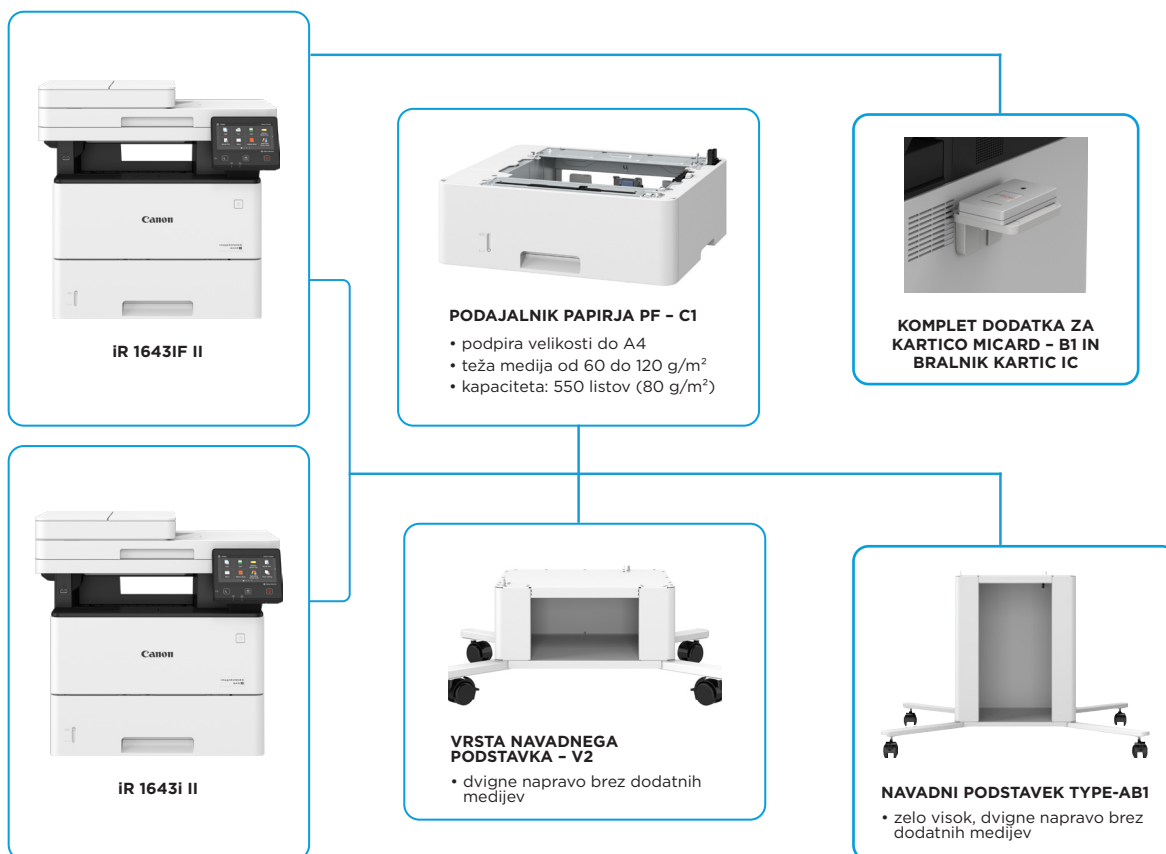 Canon
iR 1643IF II
PODAJALNIK PAPIRJA PF – C1
• podpira velikosti do A4
• teža medija od 60 do 120 g/m²
• kapaciteta: 550 listov (80 g/m²)
KOMPLET DODATKA ZA
KARTICO MICARD – B1 IN
BRALNIK KARTIC IC
Canon
iR 1643i II
VRSTA NAVADNEGA
PODSTAVKA – V2
• dvigne napravo brez dodatnih
medijev
NAVADNI PODSTAVEK TYPE-AB1
• zelo visok, dvigne napravo brez
dodatnih medijev